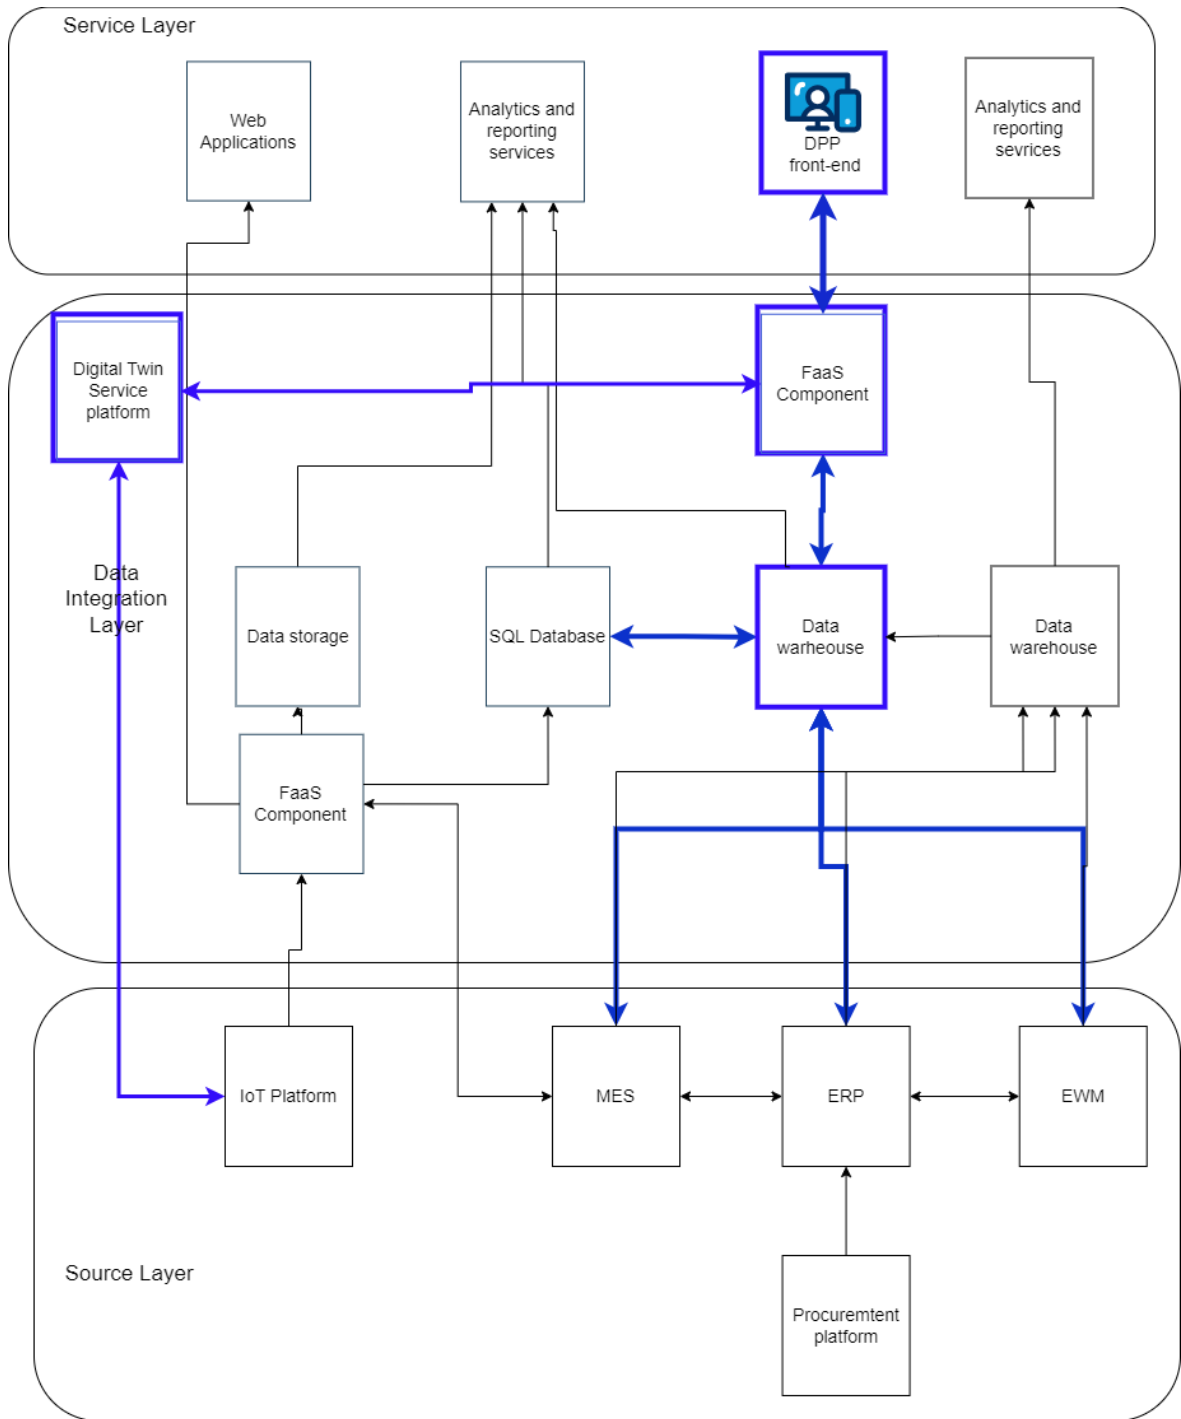 Service Layer
Web
Applications
Analytics and
reporting
services
DPP
front-end
Analytics and
reporting
sevrices
Digital Twin
Service
platform
FaaS
Component
Data
Integration
Layer
Data storage
SQL Database
Data
warheouse
Data
warehouse
FaaS
Component
IoT Platform
MES
ERP
EWM
Source Layer
Procuremtent
platform